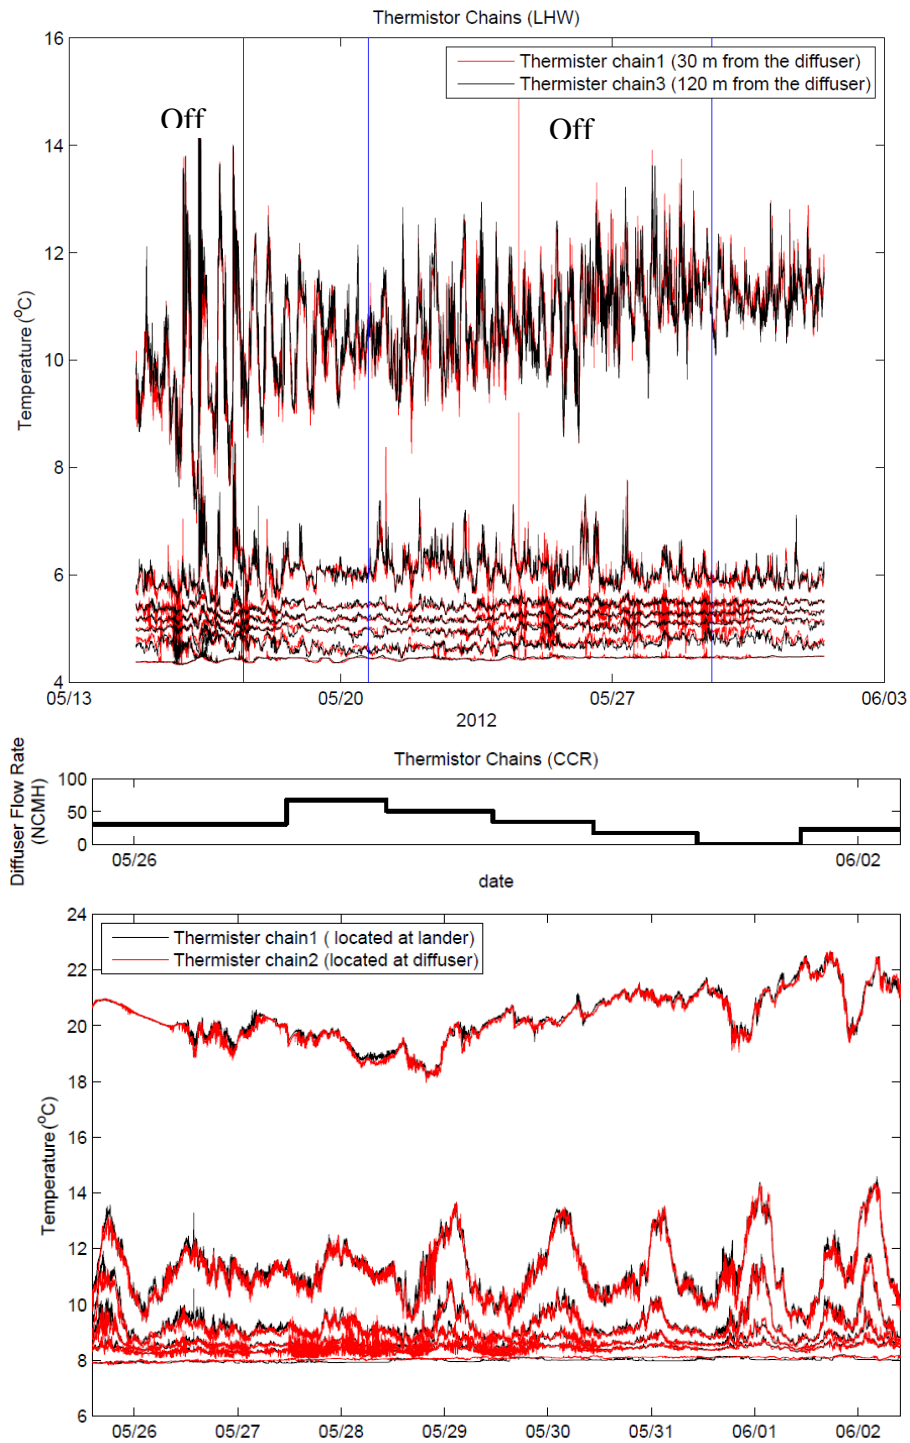 Thermistor Chains (LHW)
16
Thermister chain1 (30 m from the diffuser)
Thermister chain3 (120 m from the diffuser)
Off
Off
14
12
10
8
6
4
Temperature (°C)
05/13
05/20
05/27
06/03
2012
Thermistor Chains (CCR)
Diffuser Flow Rate
(NCMH)
100
50
0
05/26
06/02
date
24
Thermister chain1 ( located at lander)
Thermister chain2 (located at diffuser)
22
20
18
16
14
12
10
8
6
Temperature (°C)
05/26
05/27
05/28
05/29
05/30
05/31
06/01
06/02